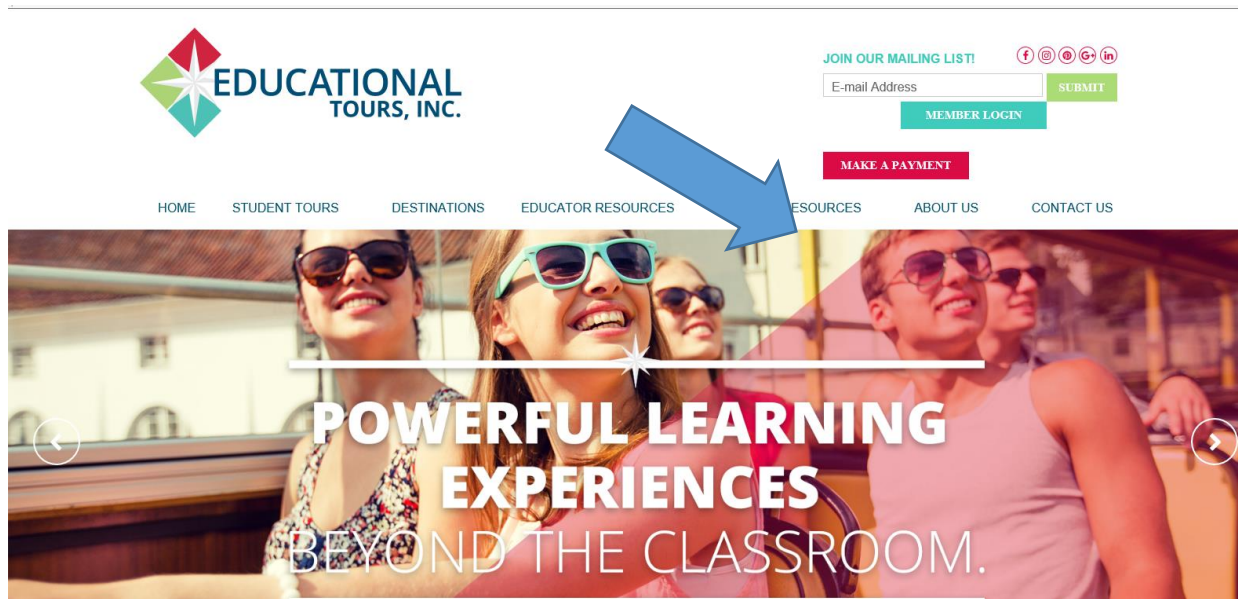 EDUCATIONAL
TOURS, INC.
JOIN OUR MAILING LIST!
E-mail Address
SUBMIT
MEMBER LOGIN
MAKE A PAYMENT
HOME STUDENT TOURS DESTINATIONS EDUCATOR RESOURCES ESOURCES ABOUT US CONTACT US
POWERFUL LEARNING
EXPERIENCES
BEYOND THE CLASSROOM.